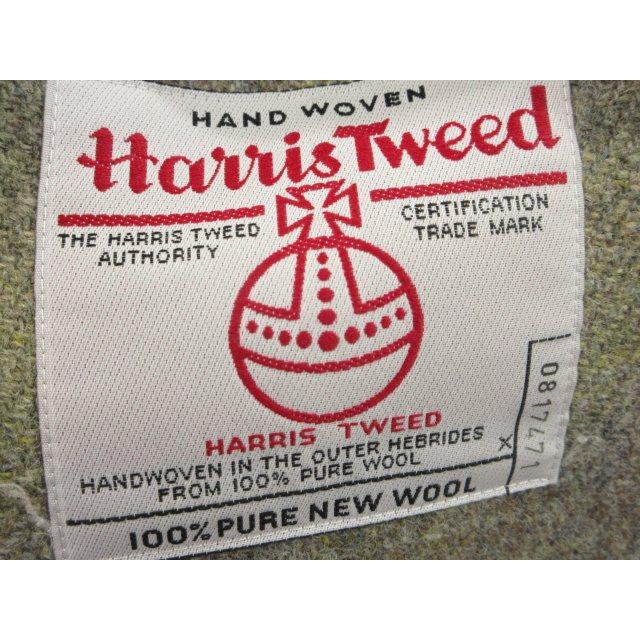 HAND WOVEN
Harris Tweed
THE HARRIS TWEED
AUTHORITY
CERTIFICATION
TRADE MARK
HARRIS TWEED
HANDWOVEN IN THE OUTER HEBRIDES
FROM 100% PURE WOOL
X
0817471
100% PURE NEW WOOL